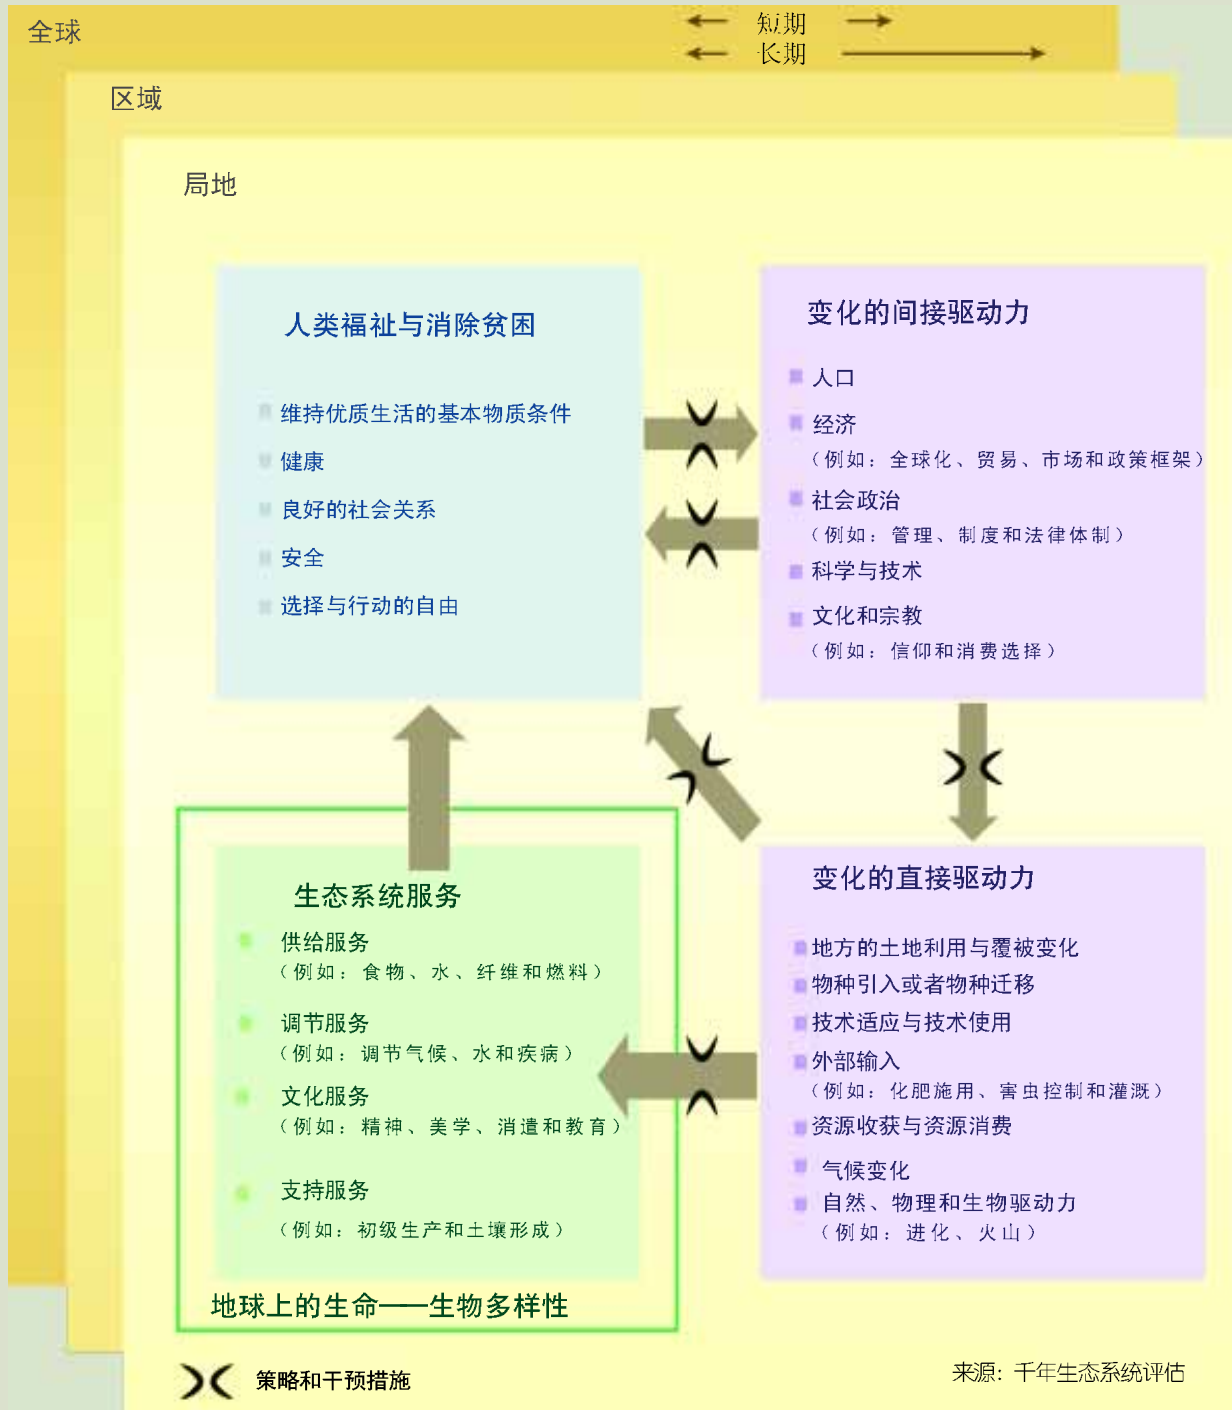 全球
短期
长期
区域
局地
人类福祉与消除贫困
维持优质生活的基本物质条件
健康
良好的社会关系
安全
选择与行动的自由
变化的间接驱动力
人口
经济
（例如：全球化、贸易、市场和政策框架）
社会政治
（例如：管理、制度和法律体制）
科学与技术
文化和宗教
（例如：信仰和消费选择）
生态系统服务
供给服务
（例如：食物、水、纤维和燃料）
调节服务
（例如：调节气候、水和疾病）
文化服务
（例如：精神、美学、消遣和教育）
支持服务
（例如：初级生产和土壤形成）
地球上的生命——生物多样性
变化的直接驱动力
地方的土地利用与覆被变化
物种引入或者物种迁移
技术适应与技术使用
外部输入
（例如：化肥施用、害虫控制和灌溉）
资源收获与资源消费
气候变化
自然、物理和生物驱动力
（例如：进化、火山）
策略和干预措施
来源：千年生态系统评估